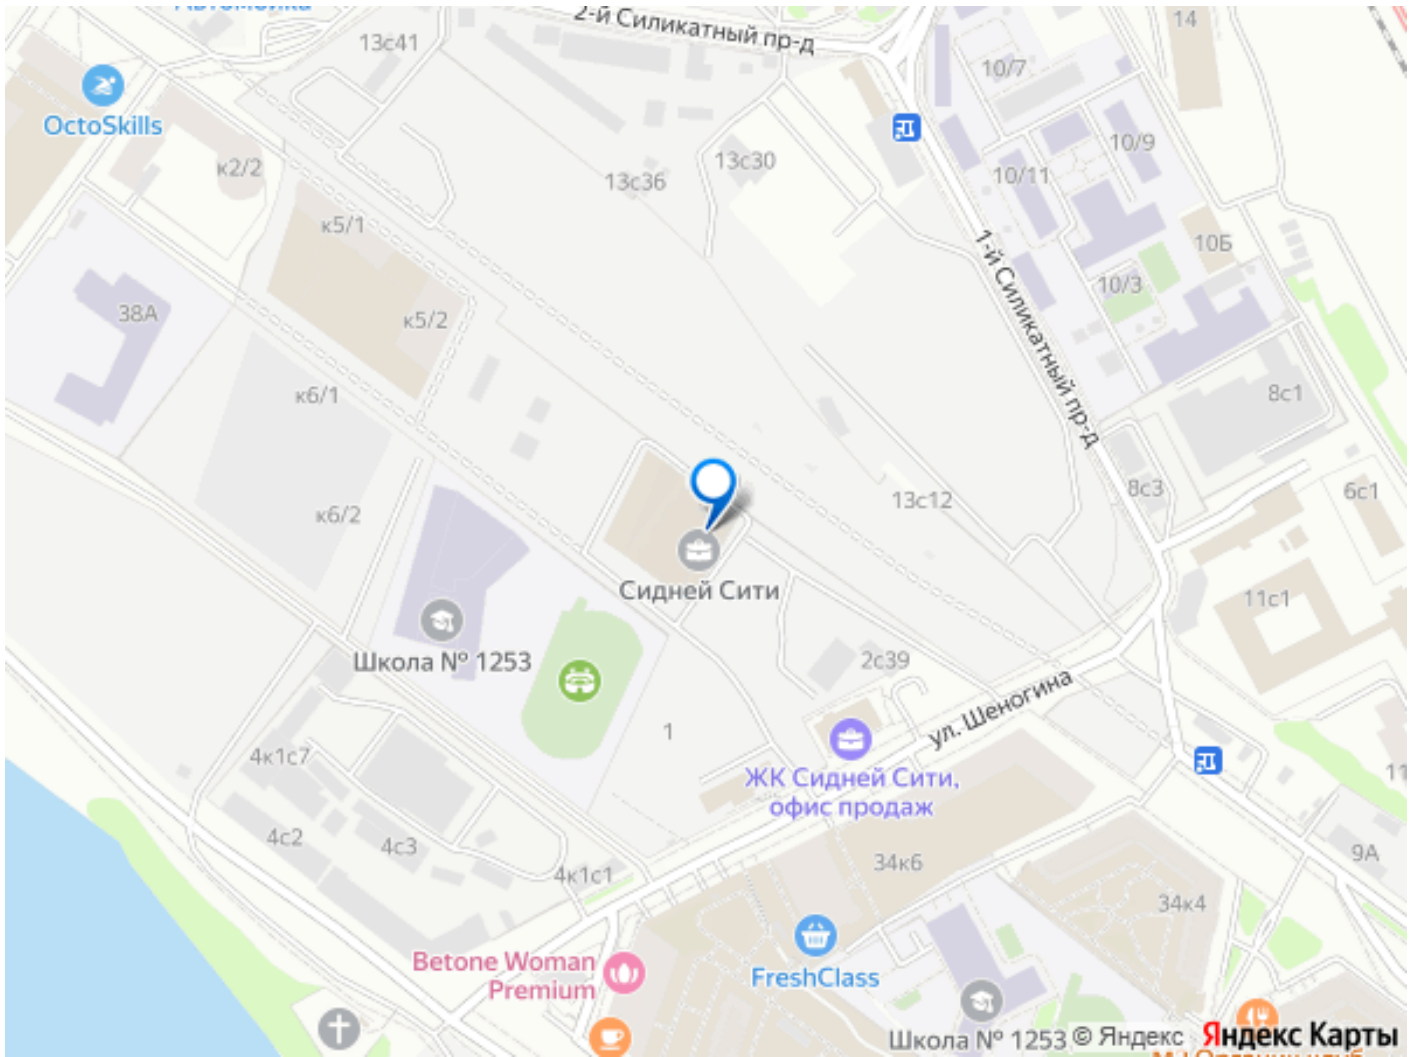 2-й Силикатный пр-д
13с41
14
10/7
OctoSkills
10/9
13с30
к2/2
10/11
13с36
к5/1
10Б
1-й Силикатный пр-д
10/3
38А
к5/2
к6/1
8с1
8с3
6с1
13с12
к6/2
Сидней Сити
11с1
Школа № 1253
2с39
ул. Шеногина
1
4к1с7
ЖК Сидней Сити,
офис продаж
4с2
4с3
9А
34к6
4к1с1
34к4
Betone Woman
Premium
FreshClass
Школа № 1253
© Яндекс
Яндекс Карты